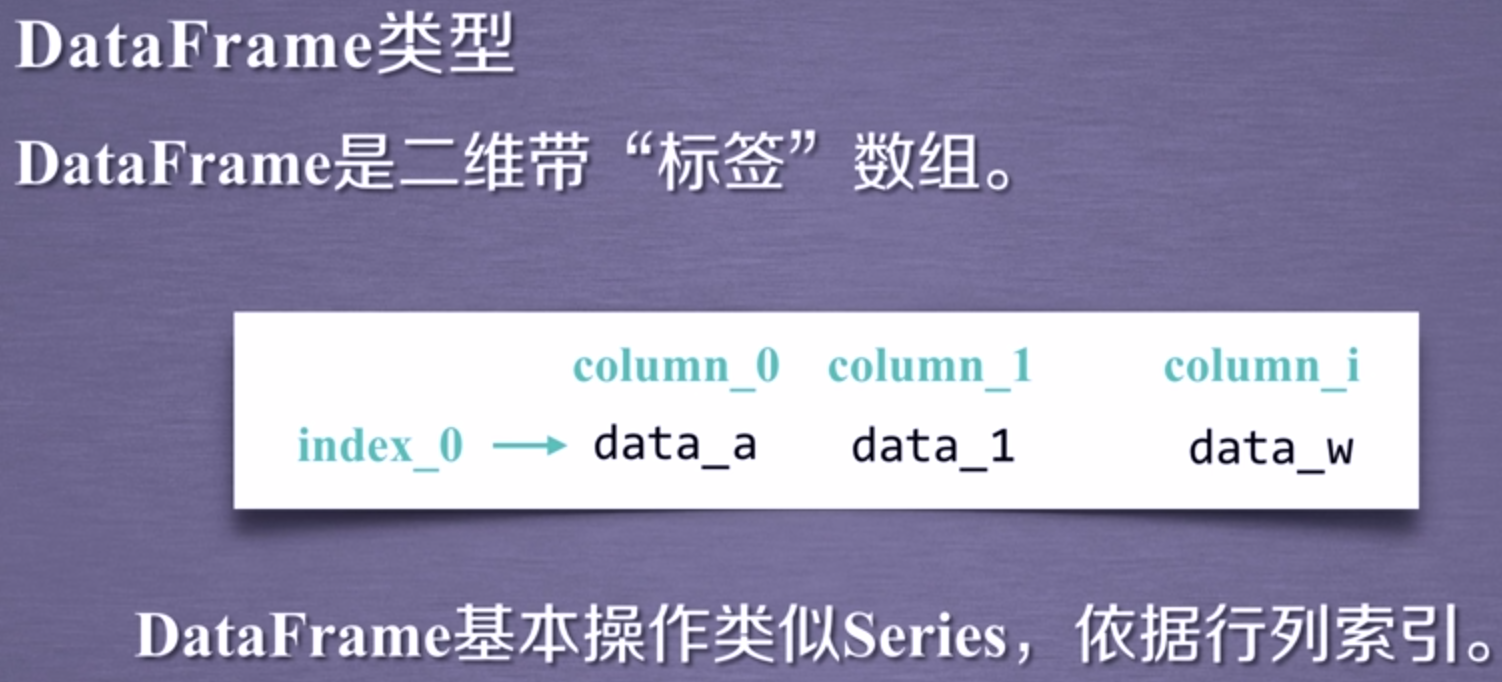 DataFrame类型
DataFrame是二维带“标签”数组。
column_0 column_1 column_i
index_0 data_a data_1 data_w
DataFrame基本操作类似Series，依据行列索引。